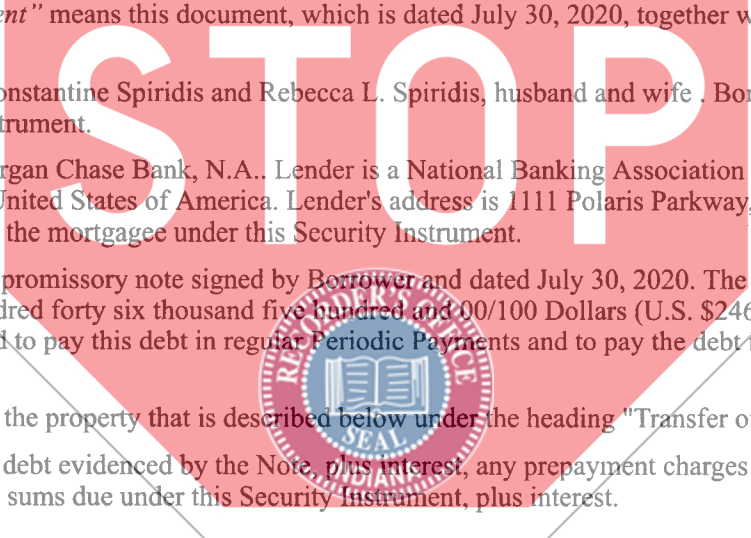 ent" means this document, which is dated July 30, 2020, together w
STOP
onstantine Spiridis and Rebecca L. Spiridis, husband and wife . Bor
trument.
rgan Chase Bank, N.A.. Lender is a National Banking Association
United States of America. Lender's address is 1111 Polaris Parkway,
the mortgagee under this Security Instrument.
promissory note signed by Borrower and dated July 30, 2020. The
dred forty six thousand five hundred and 00/100 Dollars (U.S. $246
d to pay this debt in regular Periodic Payments and to pay the debt
RECORDER'S OFFICE
SEAL
INDIANA
the property that is described below under the heading "Transfer o
debt evidenced by the Note, plus interest, any prepayment charges
sums due under this Security Instrument, plus interest.